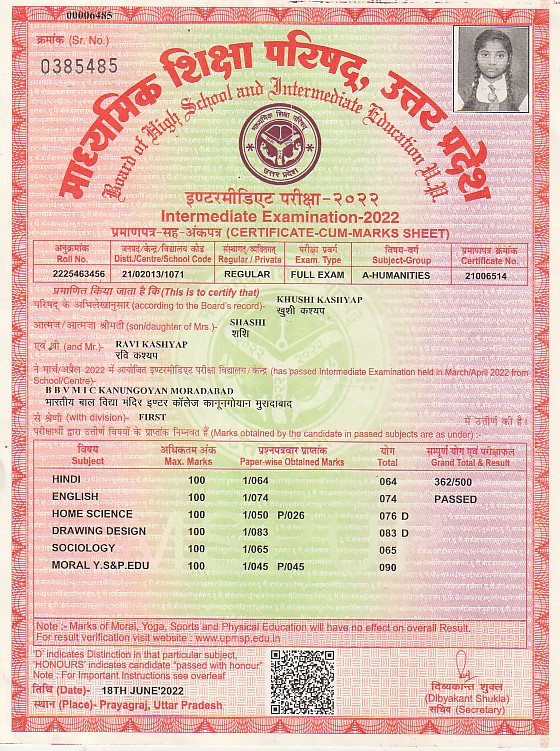 00006485
क्रमांक (Sr. No.)
0385485
माध्यमिक शिक्षा परिषद, उत्तर प्रदेश
Board of High School and Intermediate Education U.P.
माध्यमिक शिक्षा परिषद्
उत्तर प्रदेश
इण्टरमीडिएट परीक्षा-२०२२
Intermediate Examination-2022
प्रमाणपत्र-सह-अंकपत्र (CERTIFICATE-CUM-MARKS SHEET)
अनुक्रमांक जनपद/केन्द्र/विद्यालय कोड संस्थागत/व्यक्तिगत परीक्षा प्रवर्ग विषय-वर्ग प्रमाणपत्र क्रमांक
Roll No. Distt./Centre/School Code Regular / Private Exam. Type Subject-Group Certificate No.
2225463456 21/02013/1071 REGULAR FULL EXAM A-HUMANITIES 21006514
प्रमाणित किया जाता है कि (This is to certify that)
परिषद के अभिलेखानुसार (according to the Board's record)- KHUSHI KASHYAP
खुशी कश्यप
आत्मज/आत्मजा श्रीमती (son/daughter of Mrs.)- SHASHI
शशि
एवं श्री (and Mr.)- RAVI KASHYAP
रवि कश्यप
ने मार्च/अप्रैल 2022 में आयोजित इण्टरमीडिएट परीक्षा विद्यालय/केन्द्र (has passed Intermediate Examination held in March/April 2022 from
School/Centre)-
B B V M I C KANUNGOYAN MORADABAD
भारतीय बाल विद्या मंदिर इण्टर कॉलेज कानूनगोयान मुरादाबाद
से श्रेणी (with division)- FIRST में उत्तीर्ण की है।
परीक्षार्थी द्वारा उत्तीर्ण विषयों के प्राप्तांक निम्नवत हैं (Marks obtained by the candidate in passed subjects are as under) :-
विषय अधिकतम अंक प्रश्नपत्रवार प्राप्तांक योग सम्पूर्ण योग एवं परीक्षाफल
Subject Max. Marks Paper-wise Obtained Marks Total Grand Total & Result
HINDI 100 1/064 064 362/500
ENGLISH 100 1/074 074 PASSED
HOME SCIENCE 100 1/050 P/026 076 D
DRAWING DESIGN 100 1/083 083 D
SOCIOLOGY 100 1/065 065
MORAL Y.S&P.EDU 100 1/045 P/045 090
Note :- Marks of Moral, Yoga, Sports and Physical Education will have no effect on overall Result.
For result verification visit website : www.upmsp.edu.in
'D' indicates Distinction in that particular subject,
'HONOURS' indicates candidate "passed with honour"
Note : For Important Instructions see overleaf
तिथि (Date)- 18TH JUNE'2022
स्थान (Place)- Prayagraj, Uttar Pradesh
दिव्यकान्त शुक्ल
(Dibyakant Shukla)
सचिव (Secretary)